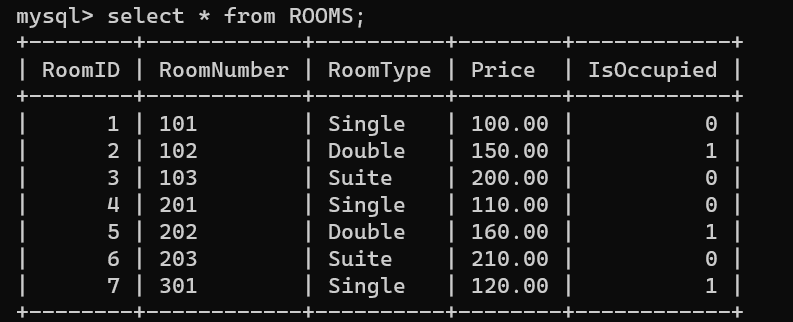 mysql> select * from ROOMS;
+--------+------------+----------+--------+------------+
| RoomID | RoomNumber | RoomType | Price  | IsOccupied |
+--------+------------+----------+--------+------------+
|      1 | 101        | Single   | 100.00 |          0 |
|      2 | 102        | Double   | 150.00 |          1 |
|      3 | 103        | Suite    | 200.00 |          0 |
|      4 | 201        | Single   | 110.00 |          0 |
|      5 | 202        | Double   | 160.00 |          1 |
|      6 | 203        | Suite    | 210.00 |          0 |
|      7 | 301        | Single   | 120.00 |          1 |
+--------+------------+----------+--------+------------+